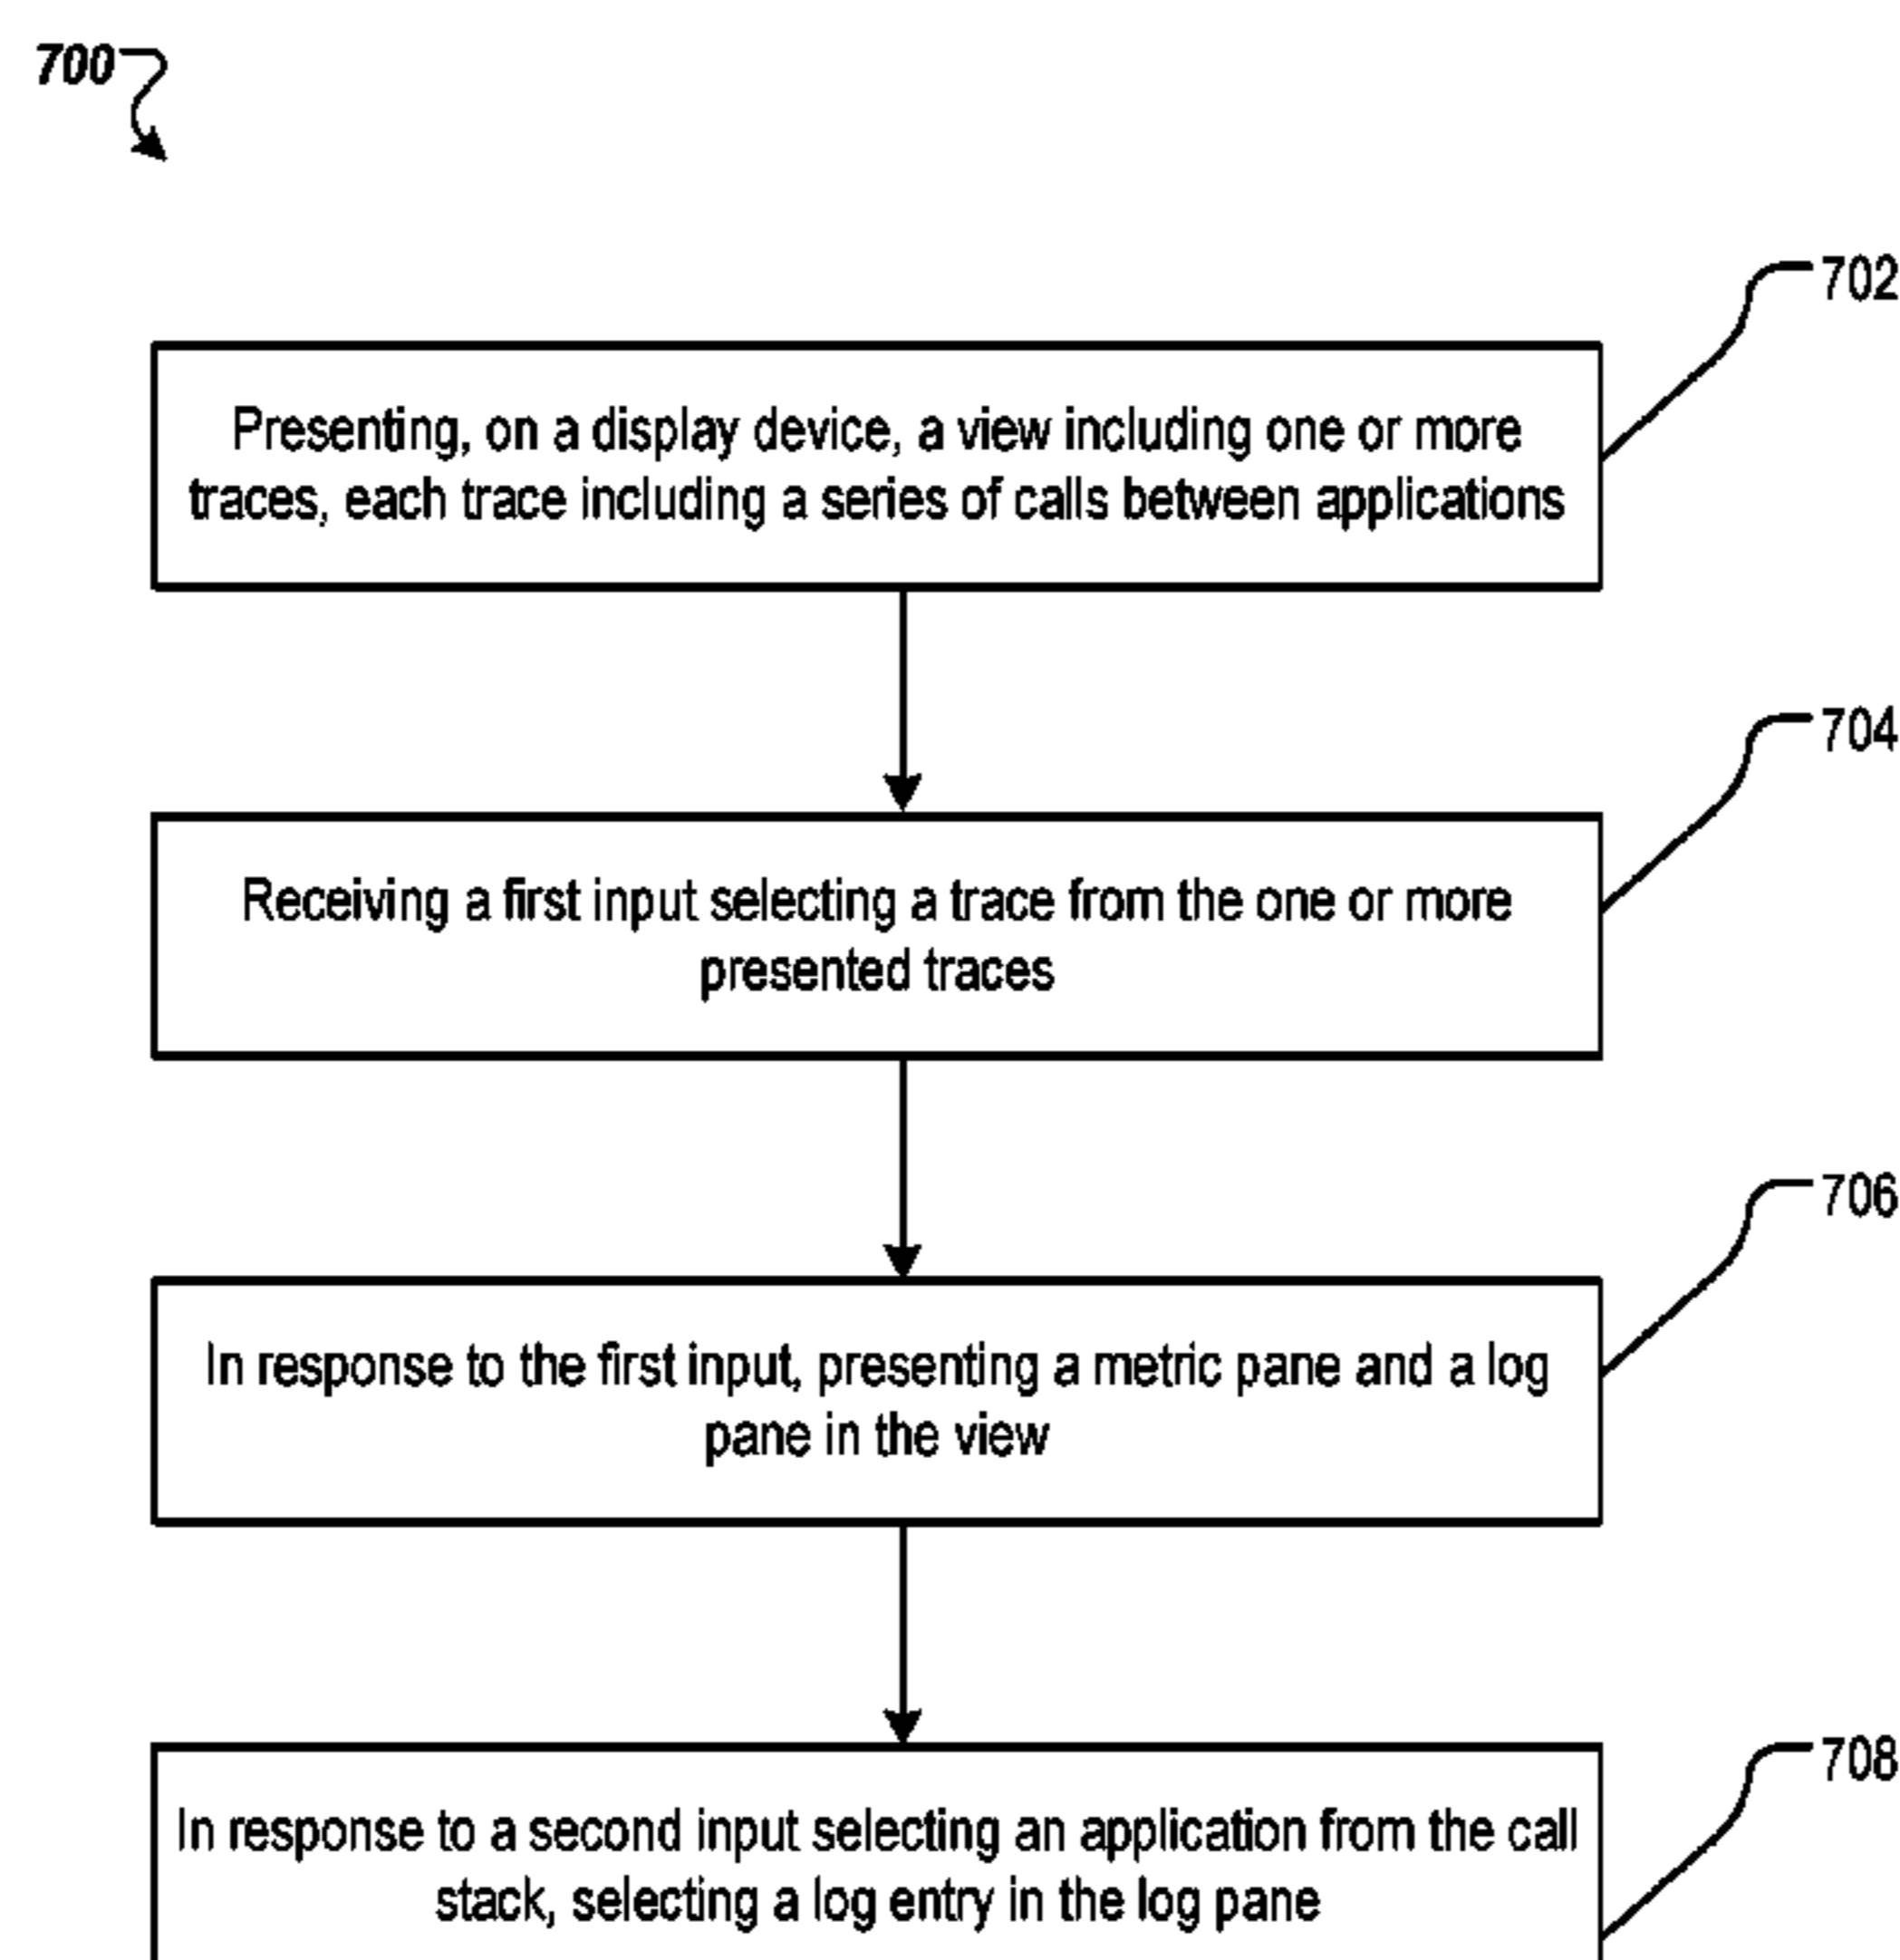 700
702
Presenting, on a display device, a view including one or more
traces, each trace including a series of calls between applications
704
Receiving a first input selecting a trace from the one or more
presented traces
706
In response to the first input, presenting a metric pane and a log
pane in the view
708
In response to a second input selecting an application from the call
stack, selecting a log entry in the log pane